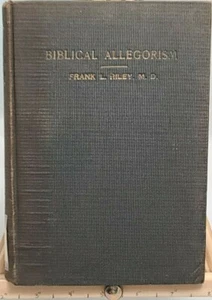 BIBLICAL ALLEGORISM
FRANK L. RILEY, M. D.